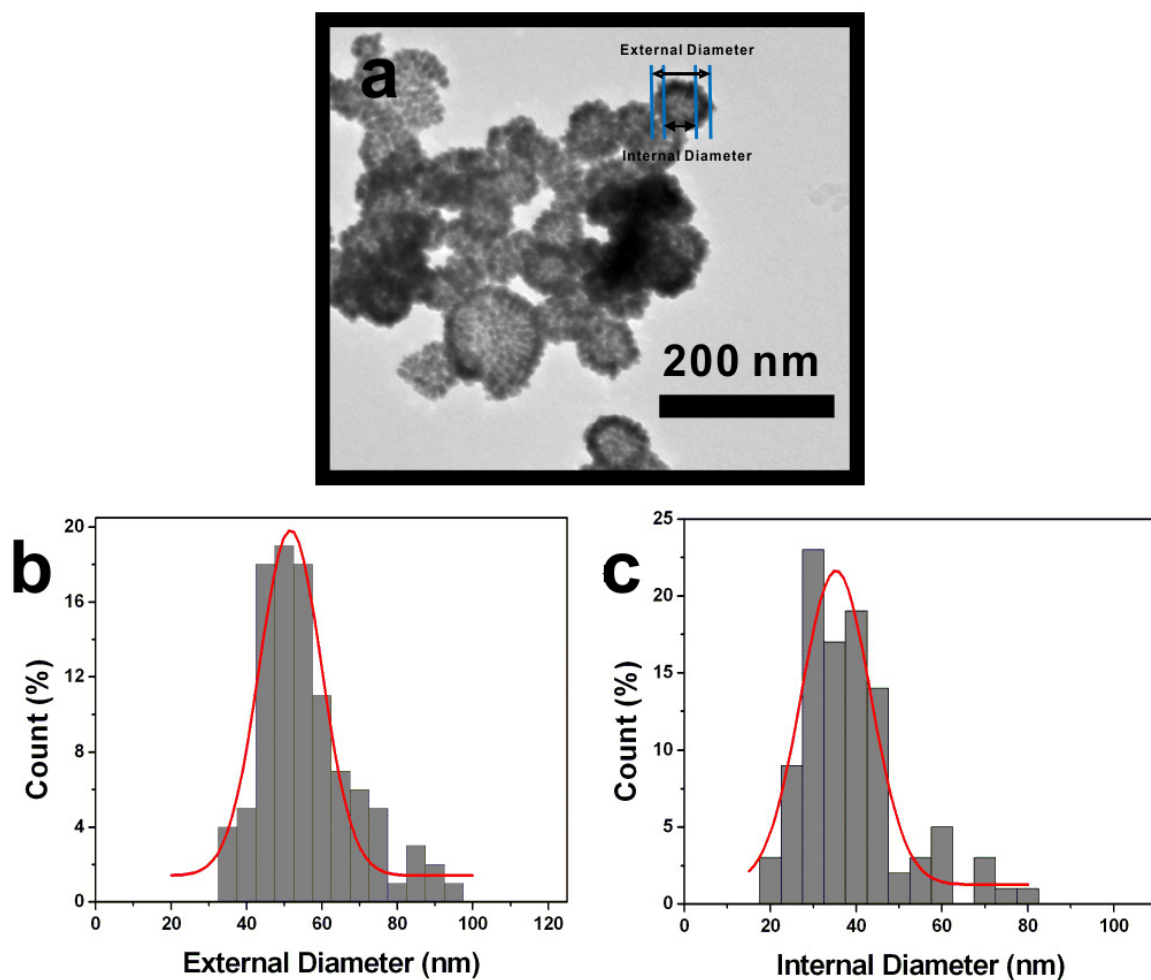 a
External Diameter
Internal Diameter
200 nm
b
Count (%)
20
16
12
8
4
0
0 20 40 60 80 100 120
External Diameter (nm)
c
Count (%)
25
20
15
10
5
0
0 20 40 60 80 100
Internal Diameter (nm)